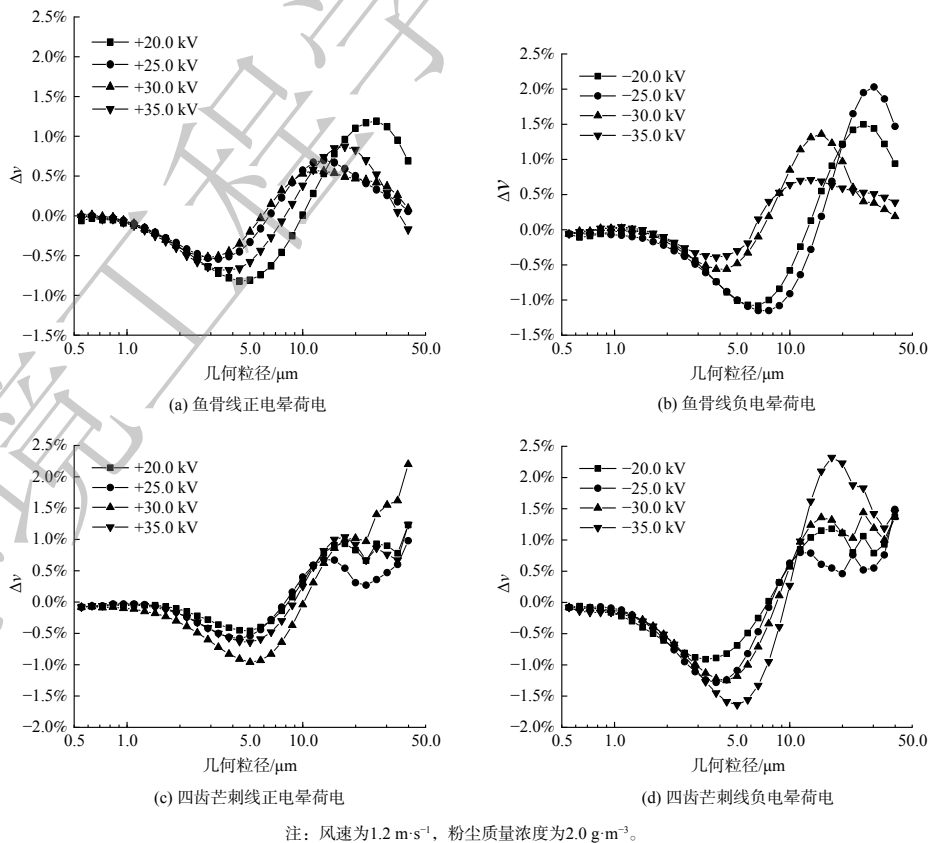 2.5%
2.0%
1.5%
1.0%
0.5%
0.0%
−0.5%
−1.0%
−1.5%
Δv
+20.0 kV
+25.0 kV
+30.0 kV
+35.0 kV
0.5 1.0 5.0 10.0 50.0
几何粒径/μm
(a) 鱼骨线正电晕荷电
2.5%
2.0%
1.5%
1.0%
0.5%
0.0%
−0.5%
−1.0%
−1.5%
Δv
−20.0 kV
−25.0 kV
−30.0 kV
−35.0 kV
0.5 1.0 5.0 10.0 50.0
几何粒径/μm
(b) 鱼骨线负电晕荷电
2.5%
2.0%
1.5%
1.0%
0.5%
0.0%
−0.5%
−1.0%
−1.5%
−2.0%
Δv
+20.0 kV
+25.0 kV
+30.0 kV
+35.0 kV
0.5 1.0 5.0 10.0 50.0
几何粒径/μm
(c) 四齿芒刺线正电晕荷电
2.5%
2.0%
1.5%
1.0%
0.5%
0.0%
−0.5%
−1.0%
−1.5%
−2.0%
Δv
−20.0 kV
−25.0 kV
−30.0 kV
−35.0 kV
0.5 1.0 5.0 10.0 50.0
几何粒径/μm
(d) 四齿芒刺线负电晕荷电
注：风速为1.2 m·s⁻¹，粉尘质量浓度为2.0 g·m⁻³。
境工程学